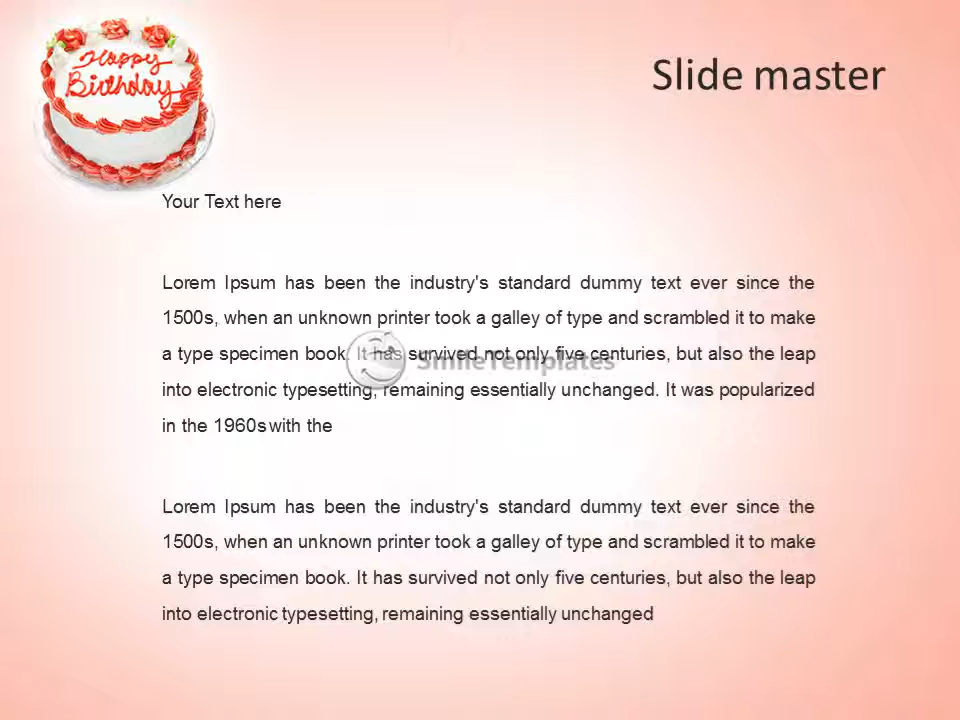 Happy
Birthday
Slide master
Your Text here
Lorem Ipsum has been the industry's standard dummy text ever since the
1500s, when an unknown printer took a galley of type and scrambled it to make
a type specimen book. It has survived not only five centuries, but also the leap
SmileTemplates
into electronic typesetting, remaining essentially unchanged. It was popularized
in the 1960s with the
Lorem Ipsum has been the industry's standard dummy text ever since the
1500s, when an unknown printer took a galley of type and scrambled it to make
a type specimen book. It has survived not only five centuries, but also the leap
into electronic typesetting, remaining essentially unchanged